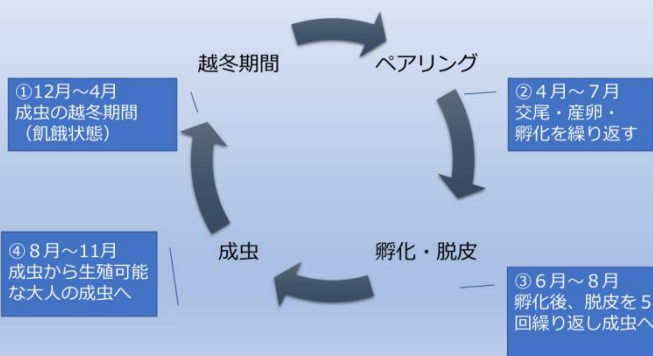 越冬期間
ペアリング
①12月～4月
成虫の越冬期間
（飢餓状態）
②４月～７月
交尾・産卵・
孵化を繰り返す
④８月～11月
成虫から生殖可能
な大人の成虫へ
成虫
孵化・脱皮
③６月～８月
孵化後、脱皮を５
回繰り返し成虫へ